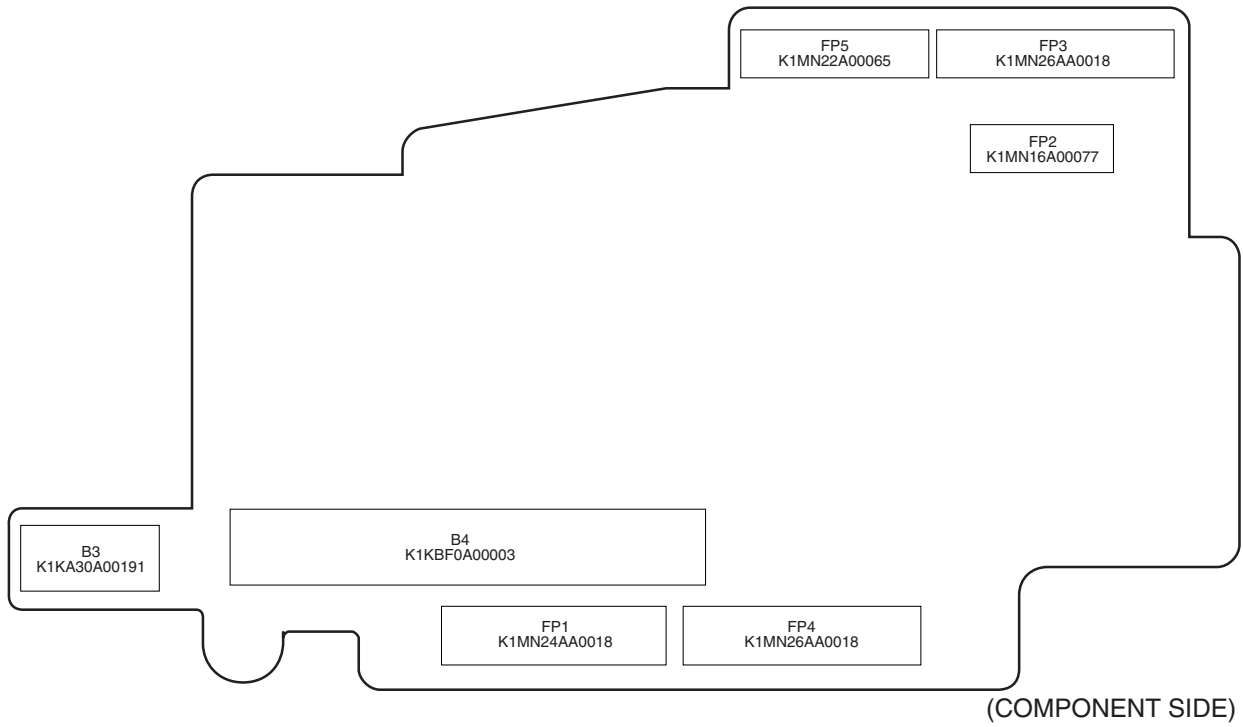 FP5
K1MN22A00065
FP3
K1MN26AA0018
FP2
K1MN16A00077
B3
K1KA30A00191
B4
K1KBF0A00003
FP1
K1MN24AA0018
FP4
K1MN26AA0018
(COMPONENT SIDE)